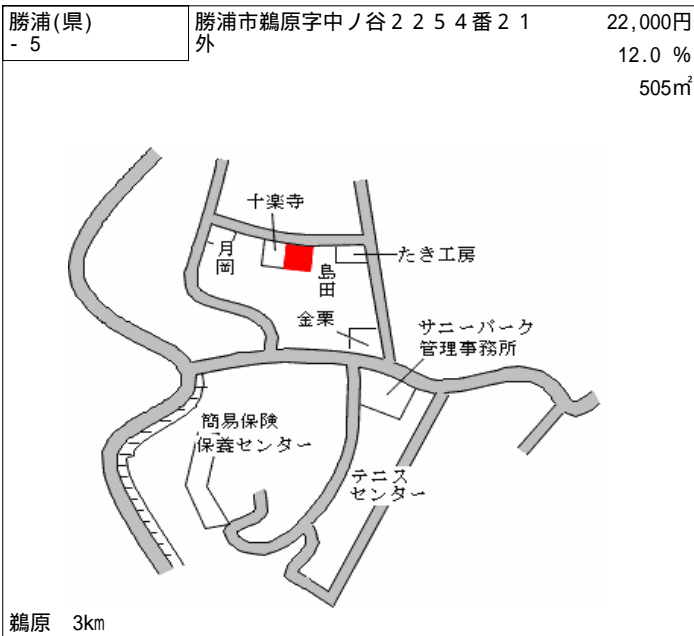 勝浦(県)
- 5
勝浦市鵜原字中ノ谷２２５４番２１
外
22,000円
12.0 %
505㎡
十楽寺
月岡
島田
たき工房
金栗
サニーパーク
管理事務所
簡易保険
保養センター
テニス
センター
鵜原 3km